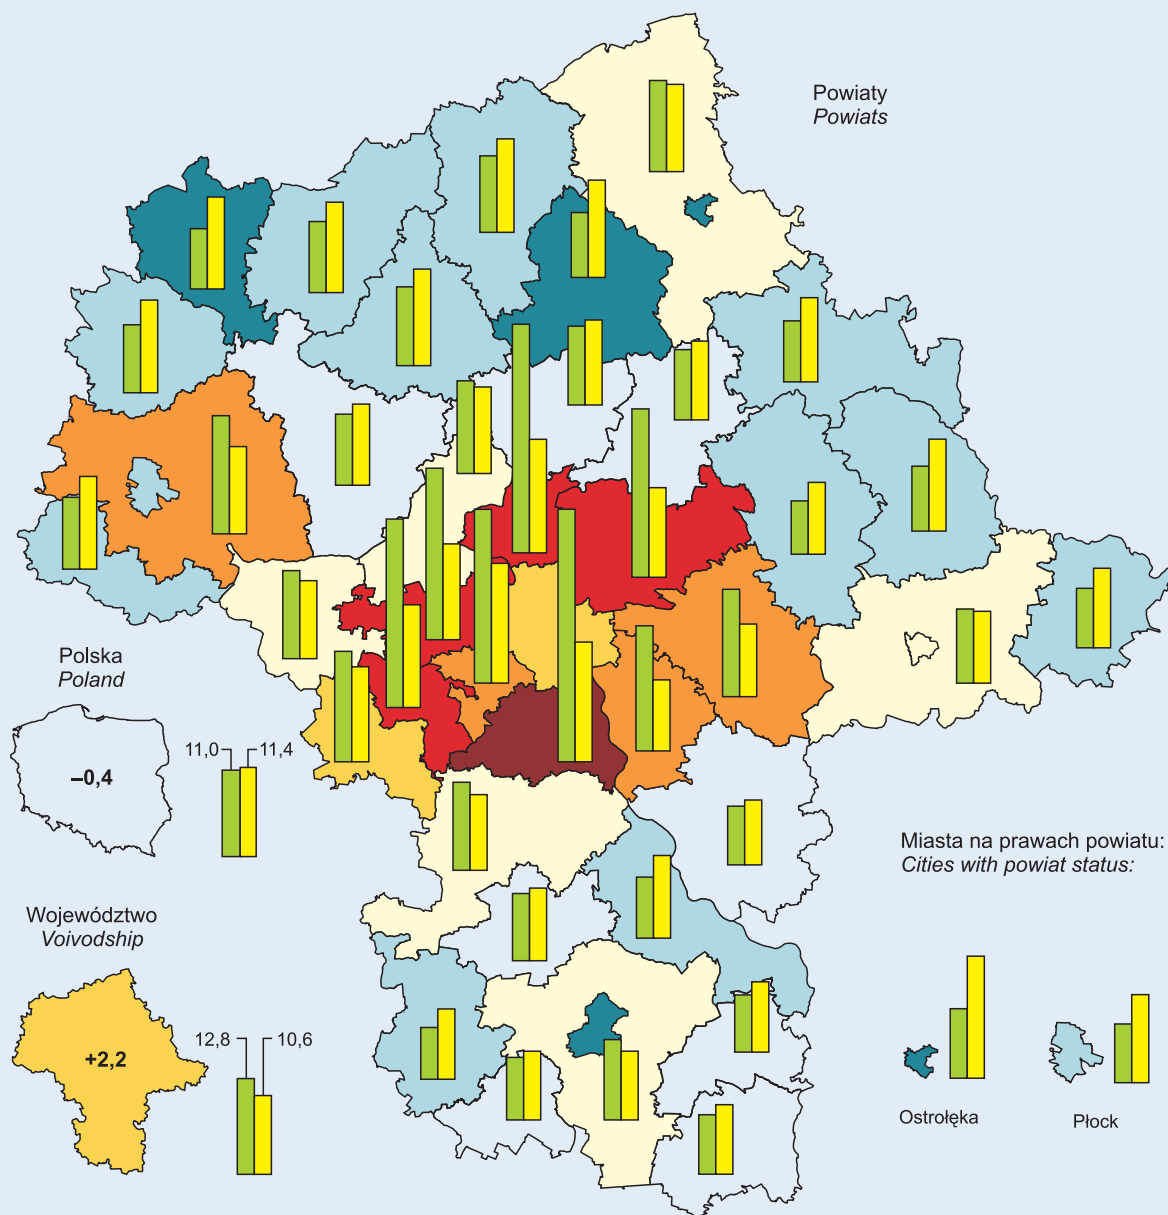 Powiaty
Powiats
Polska
Poland
–0,4
11,0
11,4
Województwo
Voivodship
+2,2
12,8
10,6
Miasta na prawach powiatu:
Cities with powiat status:
Ostrołęka
Płock